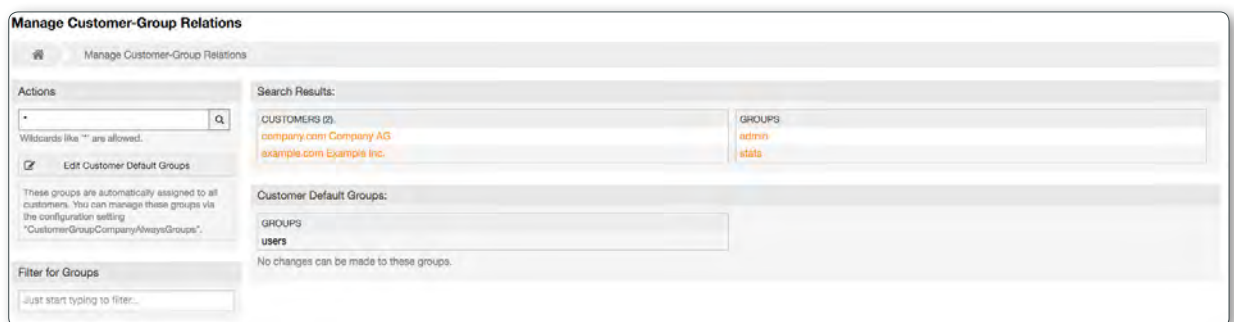 Manage Customer-Group Relations
Manage Customer-Group Relations
Actions
*
Wildcards like '*' are allowed.
Edit Customer Default Groups
These groups are automatically assigned to all
customers. You can manage these groups via
the configuration setting
"CustomerGroupCompanyAlwaysGroups".
Filter for Groups
Just start typing to filter...
Search Results:
CUSTOMERS (2)
company.com Company AG
example.com Example Inc.
GROUPS
admin
stats
Customer Default Groups:
GROUPS
users
No changes can be made to these groups.